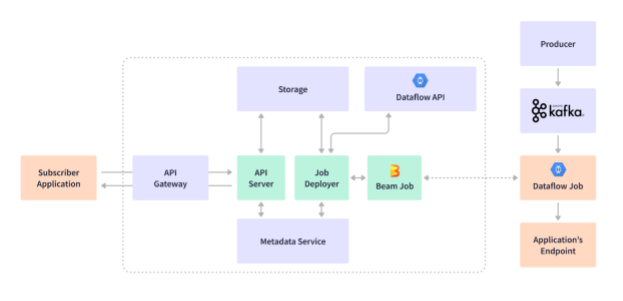 Producer
Storage
Dataflow API
kafka
Subscriber
Application
API
Gateway
API
Server
Job
Deployer
Beam Job
Dataflow Job
Metadata Service
Application's
Endpoint